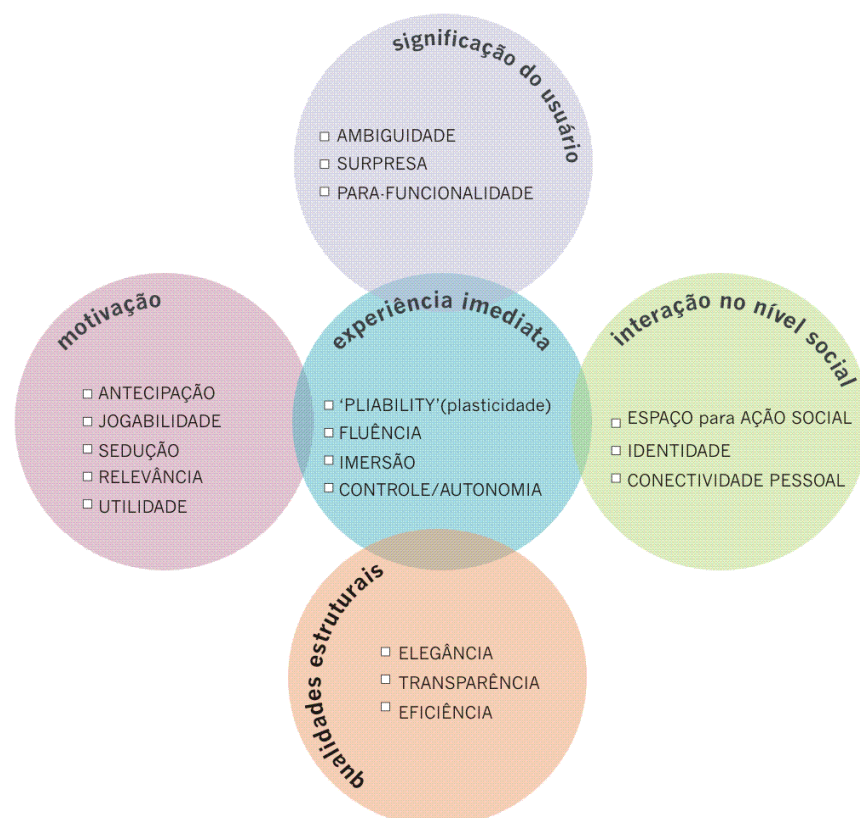 significação do usuário
AMBIGUIDADE
SURPRESA
PARA-FUNCIONALIDADE
motivação
ANTECIPAÇÃO
JOGABILIDADE
SEDUÇÃO
RELEVÂNCIA
UTILIDADE
experiência imediata
‘PLIABILITY’(plasticidade)
FLUÊNCIA
IMERSÃO
CONTROLE/AUTONOMIA
interação no nível social
ESPAÇO para AÇÃO SOCIAL
IDENTIDADE
CONECTIVIDADE PESSOAL
qualidades estruturais
ELEGÂNCIA
TRANSPARÊNCIA
EFICIÊNCIA